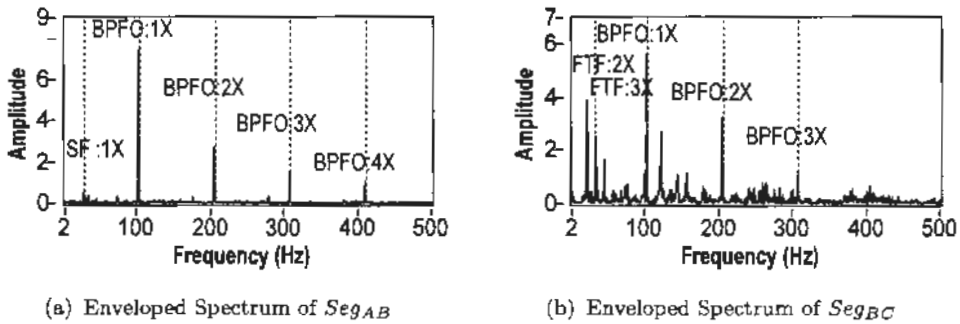 9
BPFO:1X
6
BPFO:2X
4
BPFO:3X
2
SF :1X
BPFO:4X
0
Amplitude
2 100 200 300 400 500
Frequency (Hz)
(a) Enveloped Spectrum of SegAB
7
6
BPFO:1X
FTF:2X
FTF:3X
4
BPFO:2X
BPFO:3X
2
0
Amplitude
2 100 200 300 400 500
Frequency (Hz)
(b) Enveloped Spectrum of SegBC